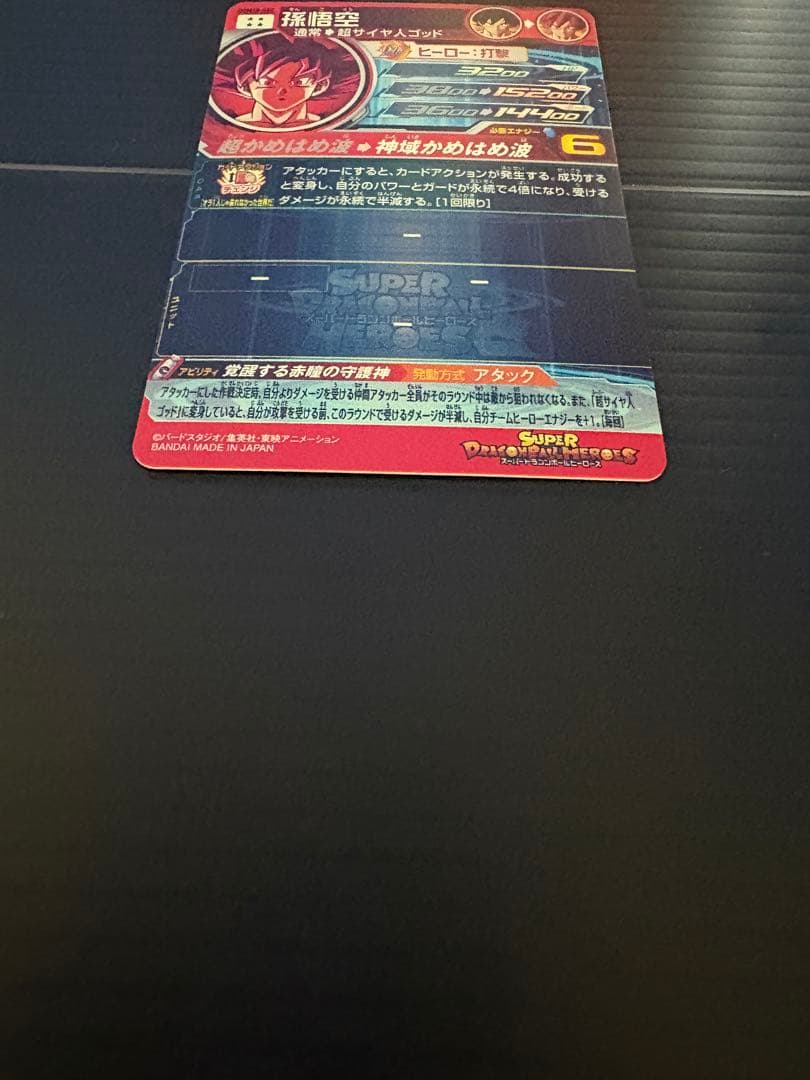 孫悟空
通常➡超サイヤ人ゴッド
ヒーロー：打撃
3200
3800➡15200
3600➡14400
必要エナジー 6
超かめはめ波➡神域かめはめ波
アタッカーにすると、カードアクションが発生する。成功する
と変身し、自分のパワーとガードが永続で4倍になり、受ける
ダメージが永続で半減する。[1回限り]
ユニット
SUPER
DRAGONBALL
スーパードラゴンボールヒーローズ
HEROES
アビリティ 覚醒する赤瞳の守護神 発動方式 アタック
アタッカーにした作戦決定時、自分よりダメージを受ける仲間アタッカー全員がそのラウンド中は敵から狙われなくなる。また、「超サイヤ人
ゴッド」に変身していると、自分が攻撃を受ける前、このラウンドで受けるダメージが半減し、自分チームヒーローエナジーを+1。[毎回]
©バードスタジオ/集英社・東映アニメーション
BANDAI MADE IN JAPAN
SUPER
DRAGONBALL HEROES
スーパードラゴンボールヒーローズ